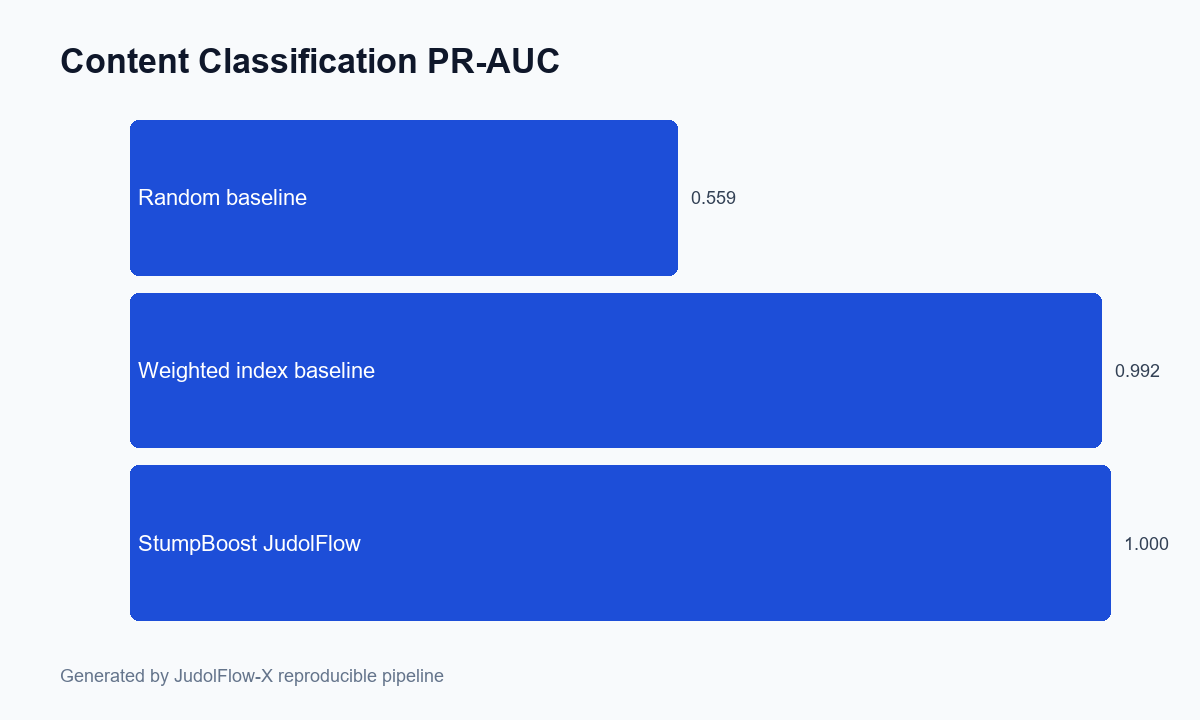 Content Classification PR-AUC
Random baseline
0.559
Weighted index baseline
0.992
StumpBoost JudolFlow
1.000
Generated by JudolFlow-X reproducible pipeline